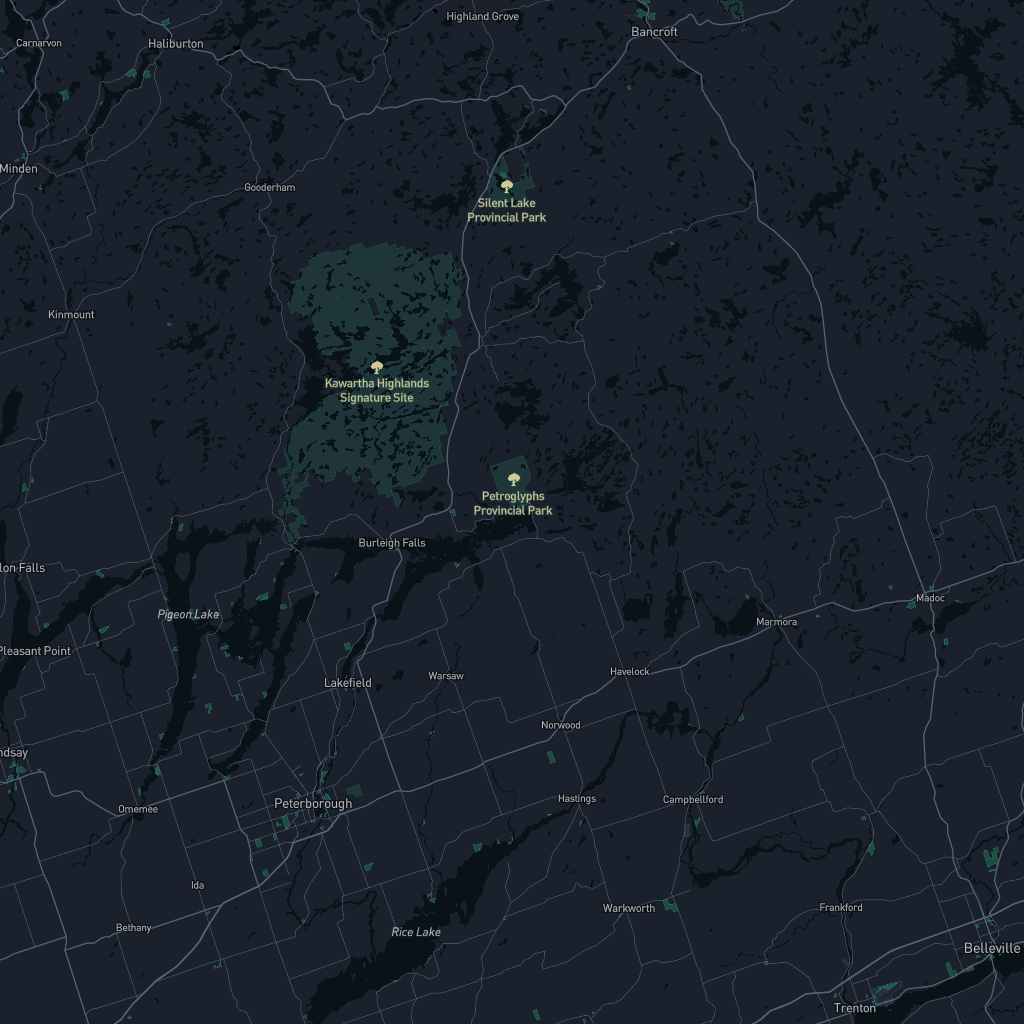 Highland Grove
Bancroft
Carnarvon
Haliburton
Minden
Gooderham
Silent Lake
Provincial Park
Kinmount
Kawartha Highlands
Signature Site
Petroglyphs
Provincial Park
Burleigh Falls
lon Falls
Madoc
Pigeon Lake
Marmora
Pleasant Point
Havelock
Warsaw
Lakefield
Norwood
ndsay
Hastings
Campbellford
Peterborough
Omemee
Ida
Warkworth
Frankford
Bethany
Rice Lake
Belleville
Trenton